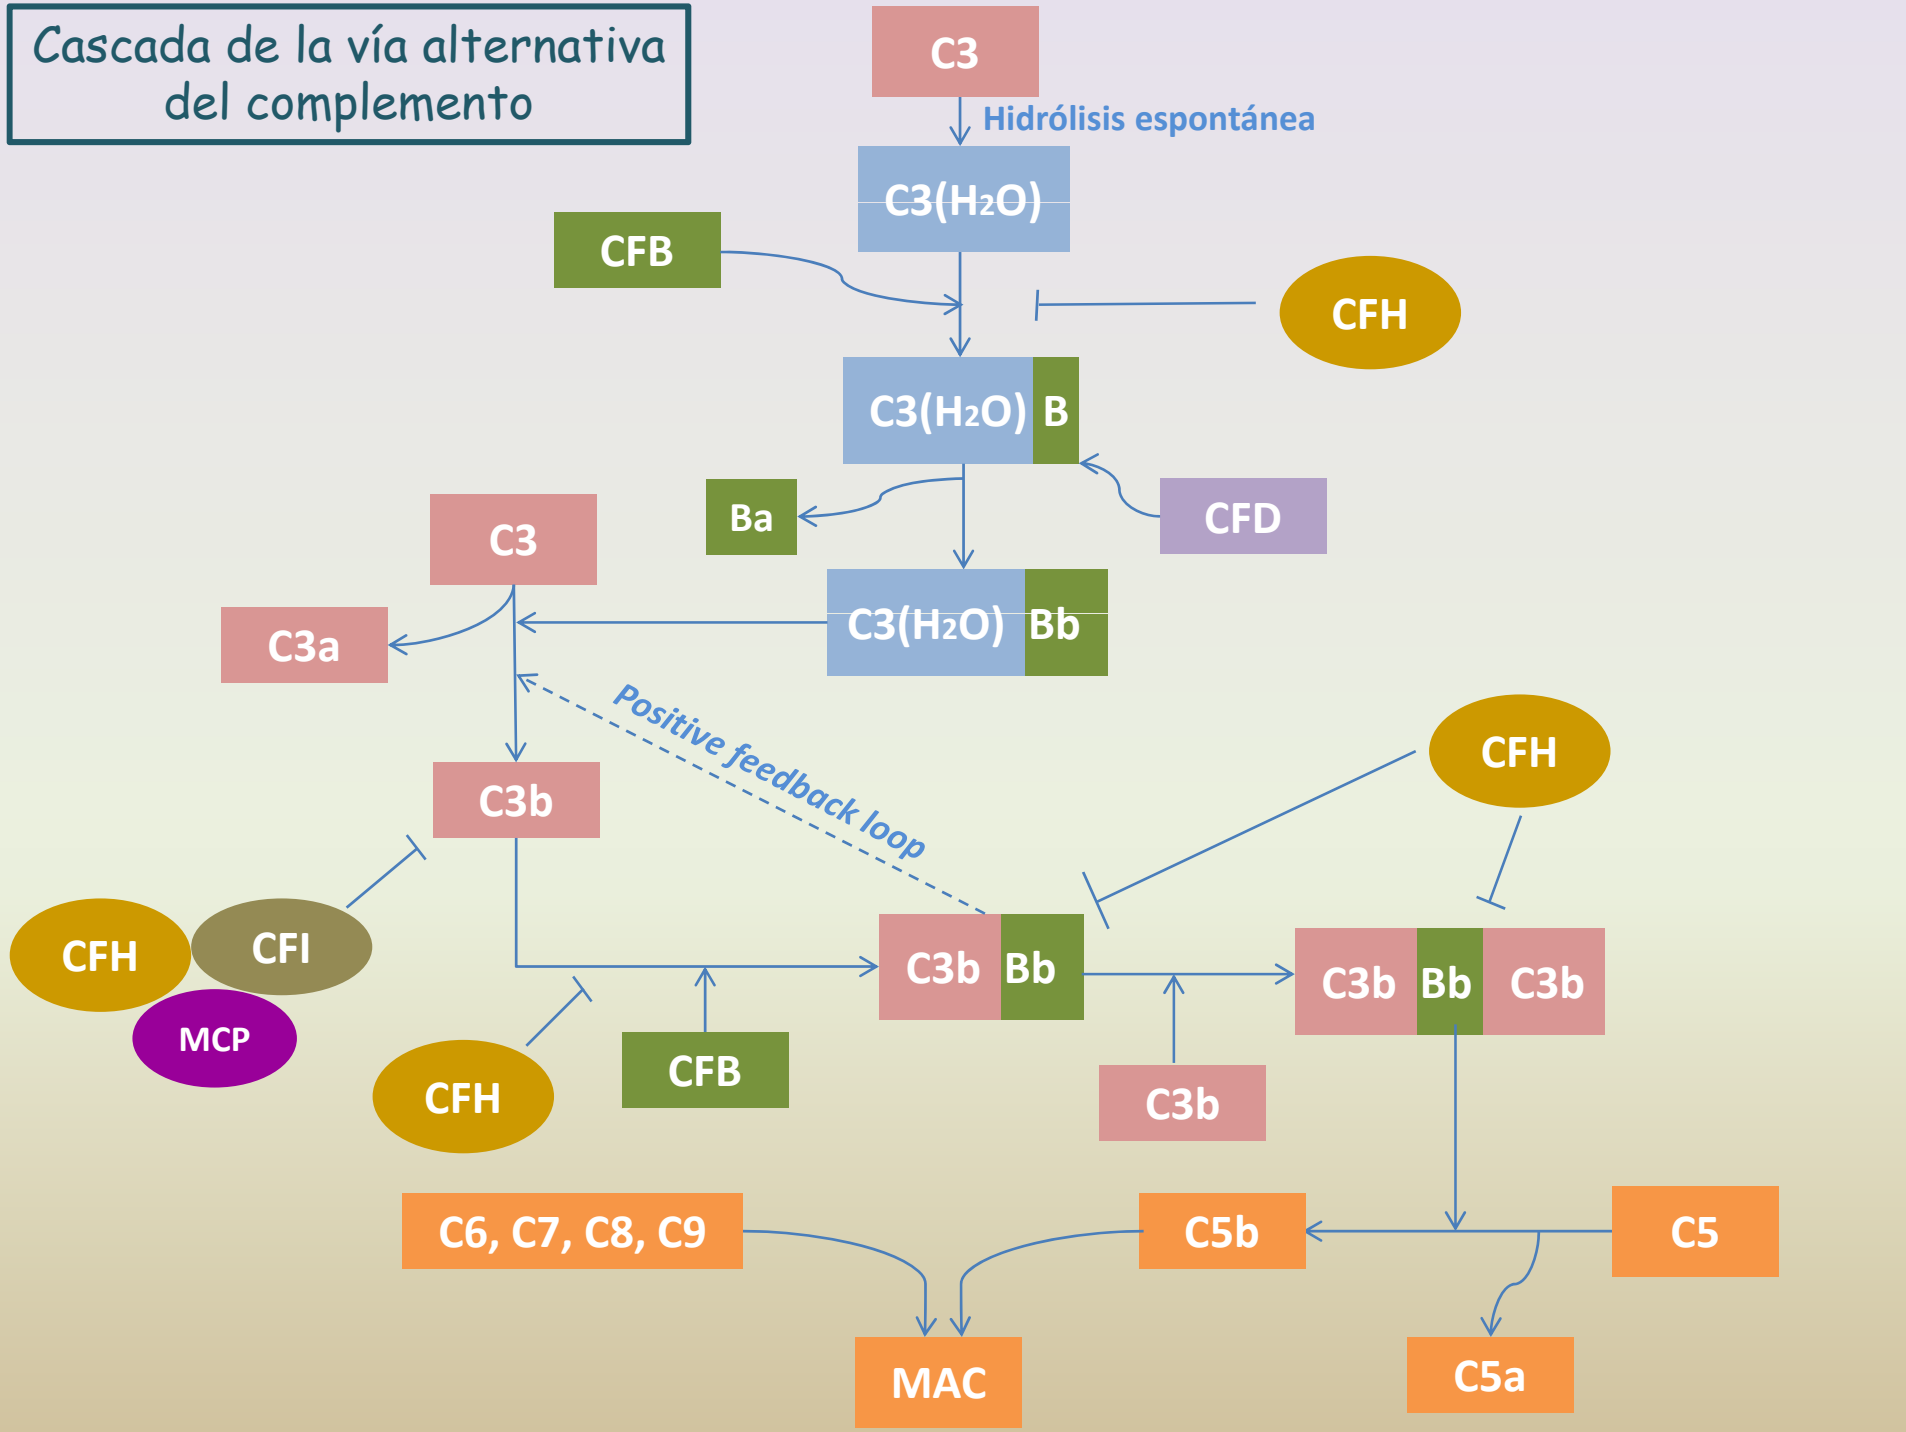 Cascada de la vía alternativa
del complemento
C3
Hidrólisis espontánea
C3(H2O)
CFB
CFH
C3(H2O) B
Ba
CFD
C3
C3(H2O) Bb
C3a
Positive feedback loop
CFH
C3b
CFH
CFI
MCP
C3b Bb
C3b Bb C3b
CFH
CFB
C3b
C6, C7, C8, C9
C5b
C5
MAC
C5a